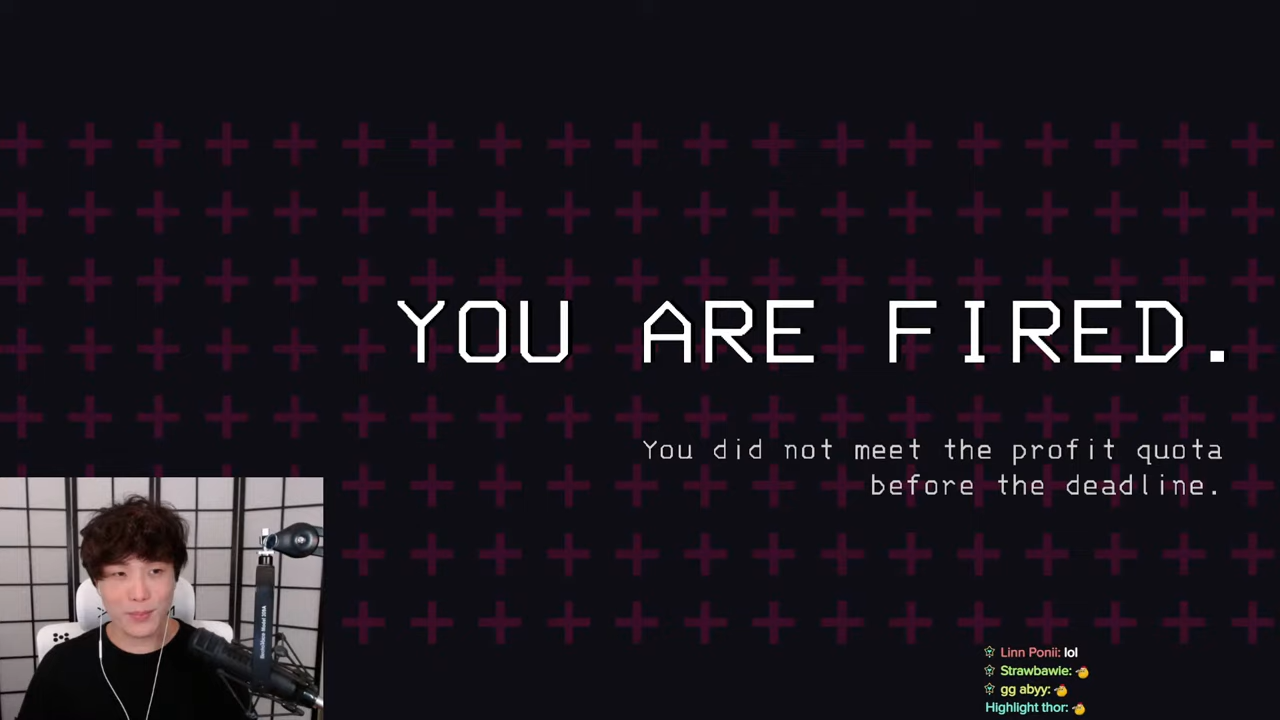 YOU ARE FIRED.
You did not meet the profit quota
before the deadline.
Linn Ponii: lol
Strawbawie:
gg abyy:
Highlight thor: